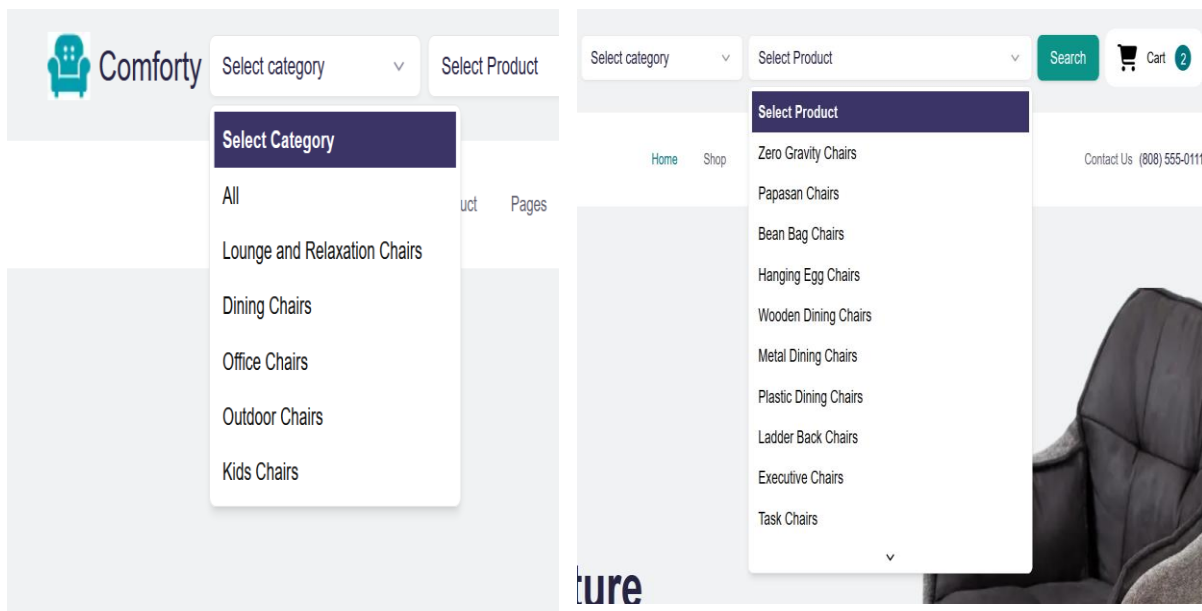 Comforty
Select category
Select Product
Select Category
All
Lounge and Relaxation Chairs
Dining Chairs
Office Chairs
Outdoor Chairs
Kids Chairs
uct
Pages
Select category
Select Product
Search
Cart 2
Select Product
Zero Gravity Chairs
Papasan Chairs
Bean Bag Chairs
Hanging Egg Chairs
Wooden Dining Chairs
Metal Dining Chairs
Plastic Dining Chairs
Ladder Back Chairs
Executive Chairs
Task Chairs
Home
Shop
Contact Us (808) 555-0111
ture